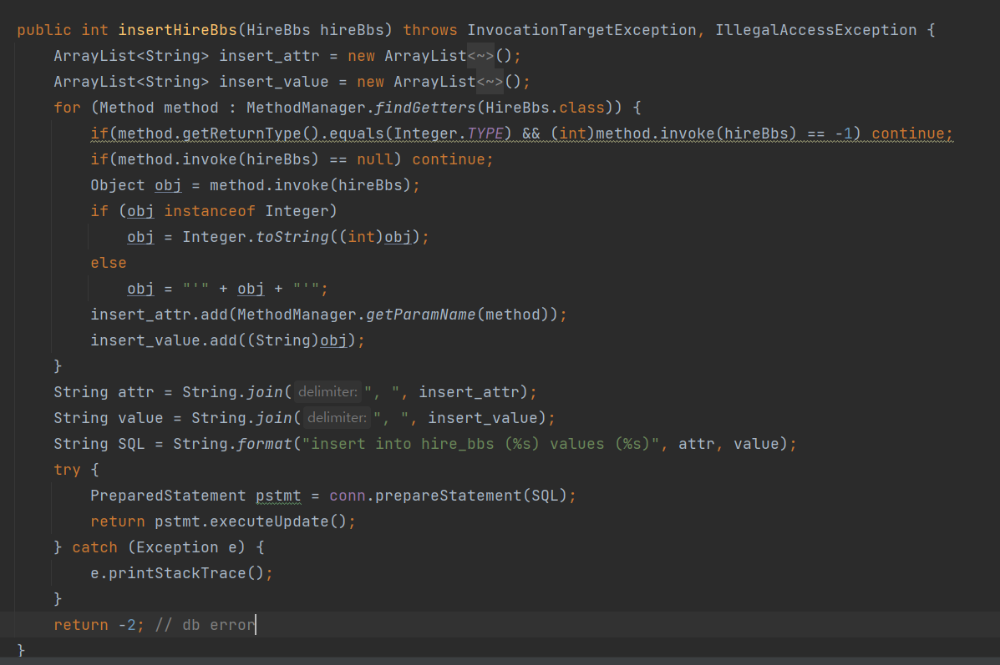 public int insertHireBbs(HireBbs hireBbs) throws InvocationTargetException, IllegalAccessException {
    ArrayList<String> insert_attr = new ArrayList<~>();
    ArrayList<String> insert_value = new ArrayList<~>();
    for (Method method : MethodManager.findGetters(HireBbs.class)) {
        if(method.getReturnType().equals(Integer.TYPE) && (int)method.invoke(hireBbs) == -1) continue;
        if(method.invoke(hireBbs) == null) continue;
        Object obj = method.invoke(hireBbs);
        if (obj instanceof Integer)
            obj = Integer.toString((int)obj);
        else
            obj = "'" + obj + "'";
        insert_attr.add(MethodManager.getParamName(method));
        insert_value.add((String)obj);
    }
    String attr = String.join( delimiter: ", ", insert_attr);
    String value = String.join( delimiter: ", ", insert_value);
    String SQL = String.format("insert into hire_bbs (%s) values (%s)", attr, value);
    try {
        PreparedStatement pstmt = conn.prepareStatement(SQL);
        return pstmt.executeUpdate();
    } catch (Exception e) {
        e.printStackTrace();
    }
    return -2; // db error
}